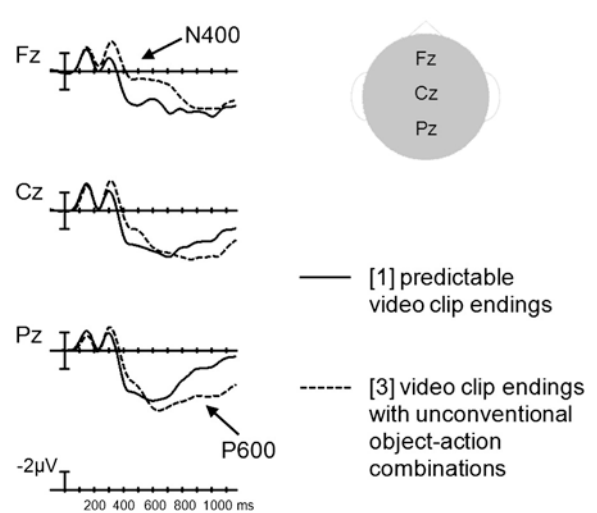 N400
Fz
Fz
Cz
Pz
Cz
[1] predictable
video clip endings
Pz
[3] video clip endings
with unconventional
object-action
combinations
P600
-2µV
200 400 600 800 1000 ms